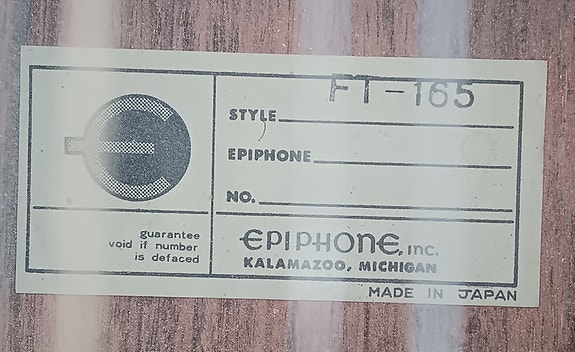 FT-165
STYLE
EPIPHONE
NO.
guarantee
void if number
is defaced
EPIPHONE, INC.
KALAMAZOO, MICHIGAN
MADE IN JAPAN